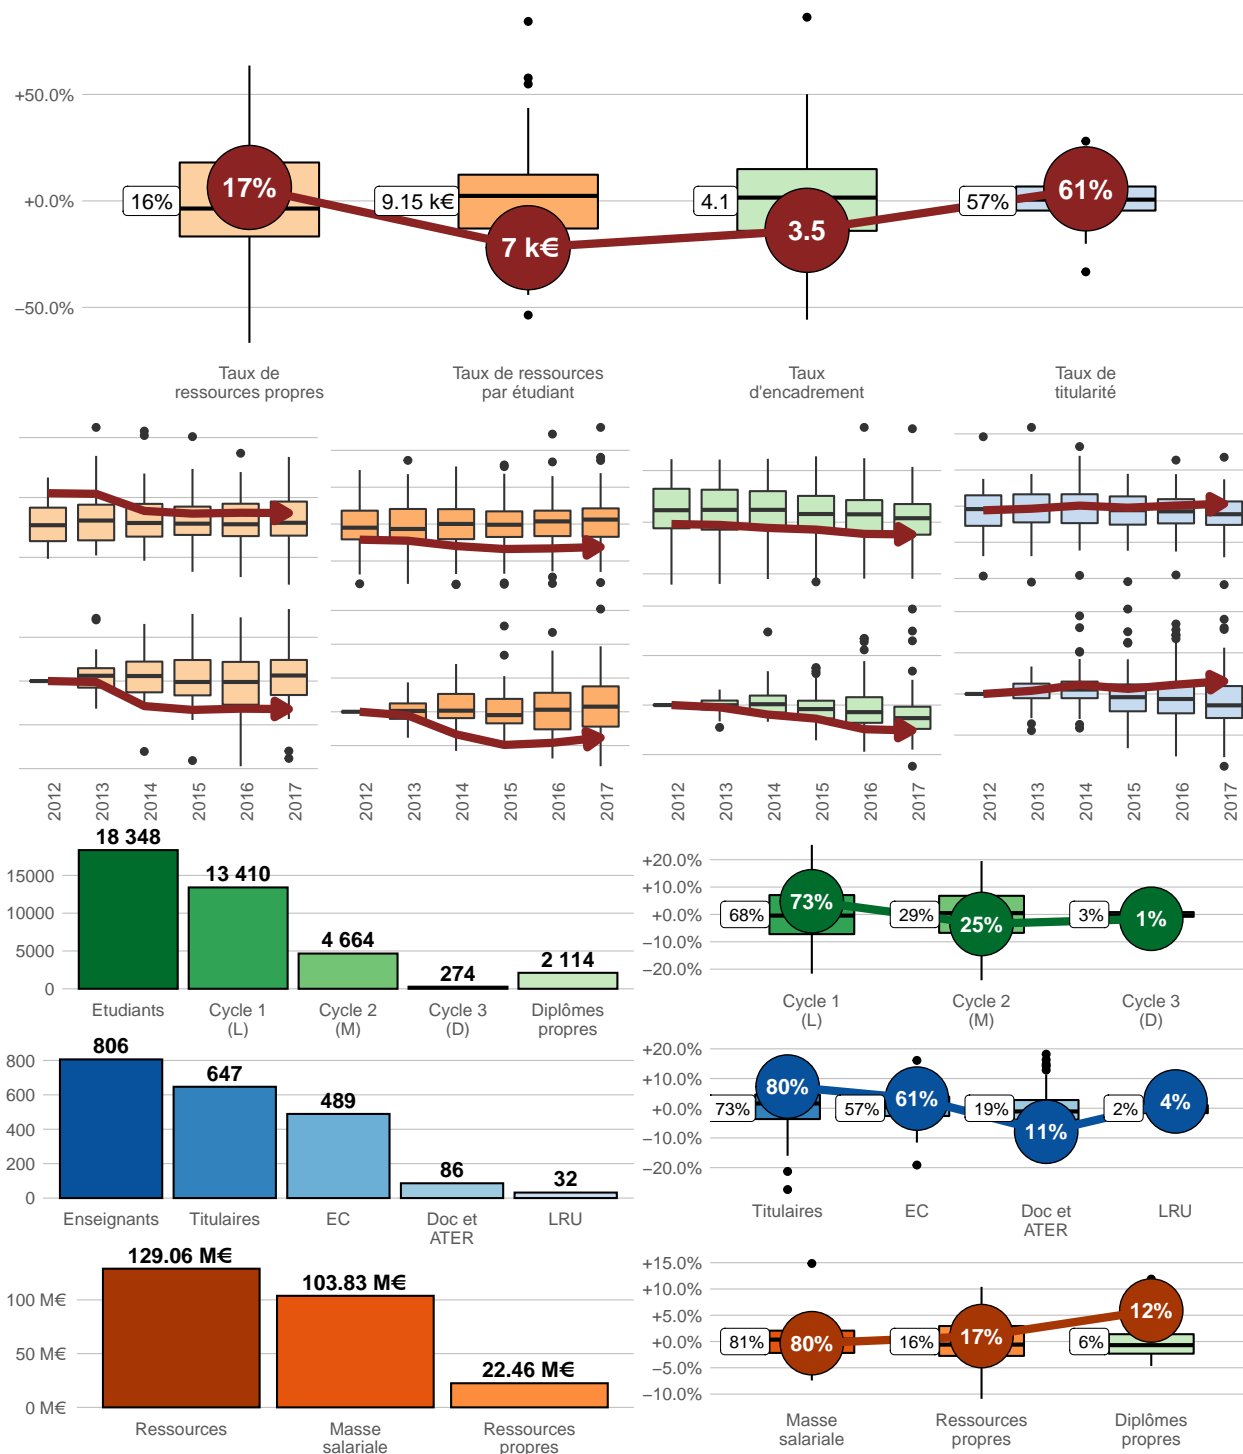 +50.0%
+0.0%
−50.0%
16%
17%
9.15 k€
7 k€
4.1
3.5
57%
61%
Taux de
ressources propres
Taux de ressources
par étudiant
Taux
d'encadrement
Taux de
titularité
2012
2013
2014
2015
2016
2017
2012
2013
2014
2015
2016
2017
2012
2013
2014
2015
2016
2017
2012
2013
2014
2015
2016
2017
15000
10000
5000
0
18 348
13 410
4 664
274
2 114
Etudiants
Cycle 1
(L)
Cycle 2
(M)
Cycle 3
(D)
Diplômes
propres
+20.0%
+10.0%
+0.0%
−10.0%
−20.0%
68%
73%
29%
25%
3%
1%
Cycle 1
(L)
Cycle 2
(M)
Cycle 3
(D)
800
600
400
200
0
806
647
489
86
32
Enseignants
Titulaires
EC
Doc et
ATER
LRU
+20.0%
+10.0%
+0.0%
−10.0%
−20.0%
73%
80%
57%
61%
19%
11%
2%
4%
Titulaires
EC
Doc et
ATER
LRU
100 M€
50 M€
0 M€
129.06 M€
103.83 M€
22.46 M€
Ressources
Masse
salariale
Ressources
propres
+15.0%
+10.0%
+5.0%
+0.0%
−5.0%
−10.0%
81%
80%
16%
17%
6%
12%
Masse
salariale
Ressources
propres
Diplômes
propres